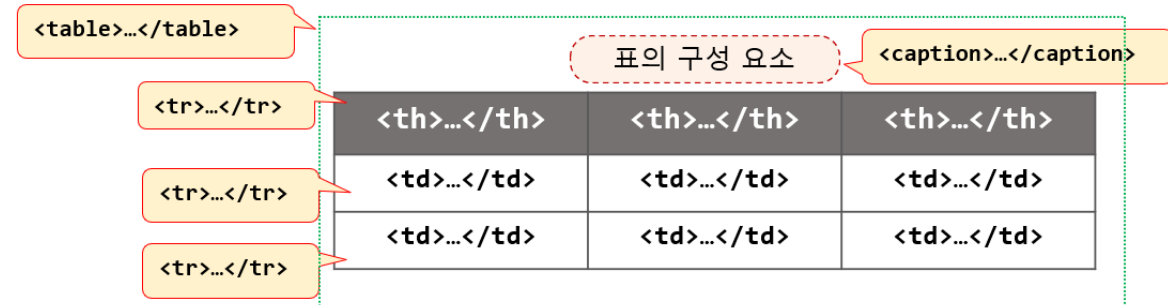 <table>…</table>
표의 구성 요소
<caption>…</caption>
<tr>…</tr>
<th>…</th> <th>…</th> <th>…</th>
<tr>…</tr>
<td>…</td> <td>…</td> <td>…</td>
<tr>…</tr>
<td>…</td> <td>…</td> <td>…</td>